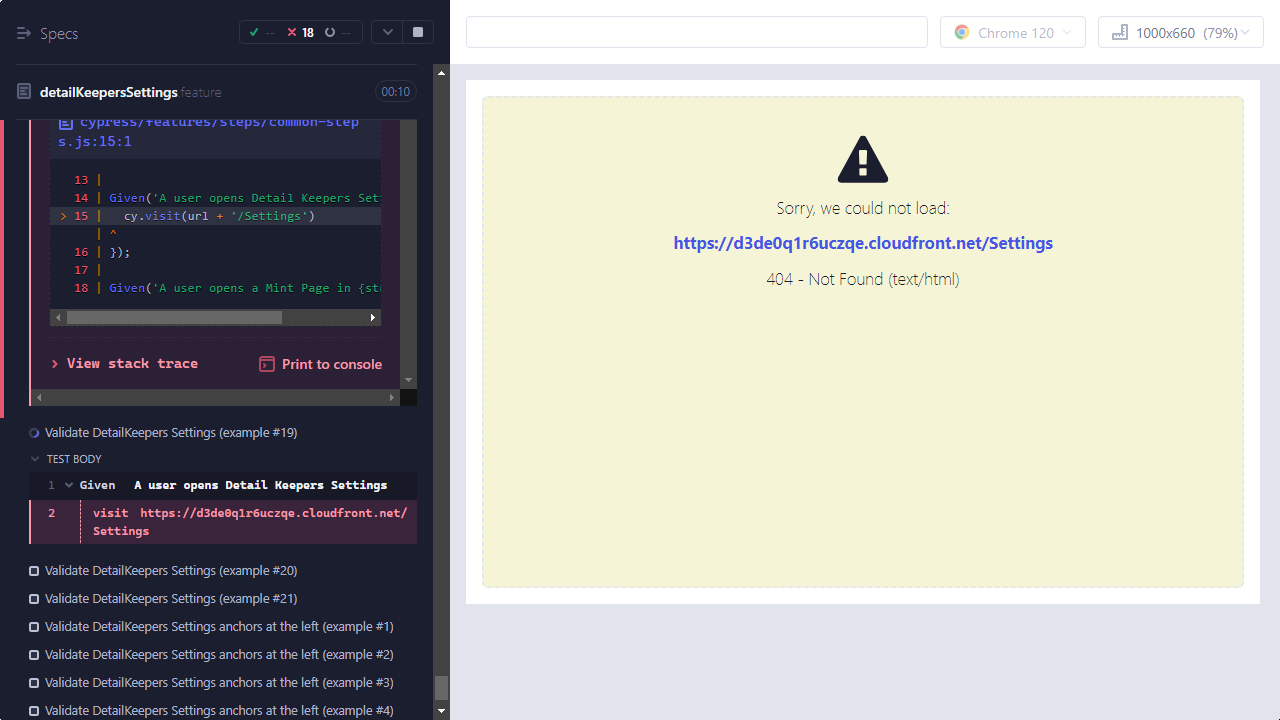 Specs
--
18
--
detailKeepersSettings feature
00:10
cypress/features/steps/common-step
s.js:15:1
13 |
14 | Given('A user opens Detail Keepers Set
> 15 |   cy.visit(url + '/Settings')
| ^
16 | });
17 |
18 | Given('A user opens a Mint Page in {st
View stack trace
Print to console
Validate DetailKeepers Settings (example #19)
TEST BODY
1 Given A user opens Detail Keepers Settings
2 visit https://d3de0q1r6uczqe.cloudfront.net/
Settings
Validate DetailKeepers Settings (example #20)
Validate DetailKeepers Settings (example #21)
Validate DetailKeepers Settings anchors at the left (example #1)
Validate DetailKeepers Settings anchors at the left (example #2)
Validate DetailKeepers Settings anchors at the left (example #3)
Validate DetailKeepers Settings anchors at the left (example #4)
Chrome 120
1000x660 (79%)
Sorry, we could not load:
https://d3de0q1r6uczqe.cloudfront.net/Settings
404 - Not Found (text/html)